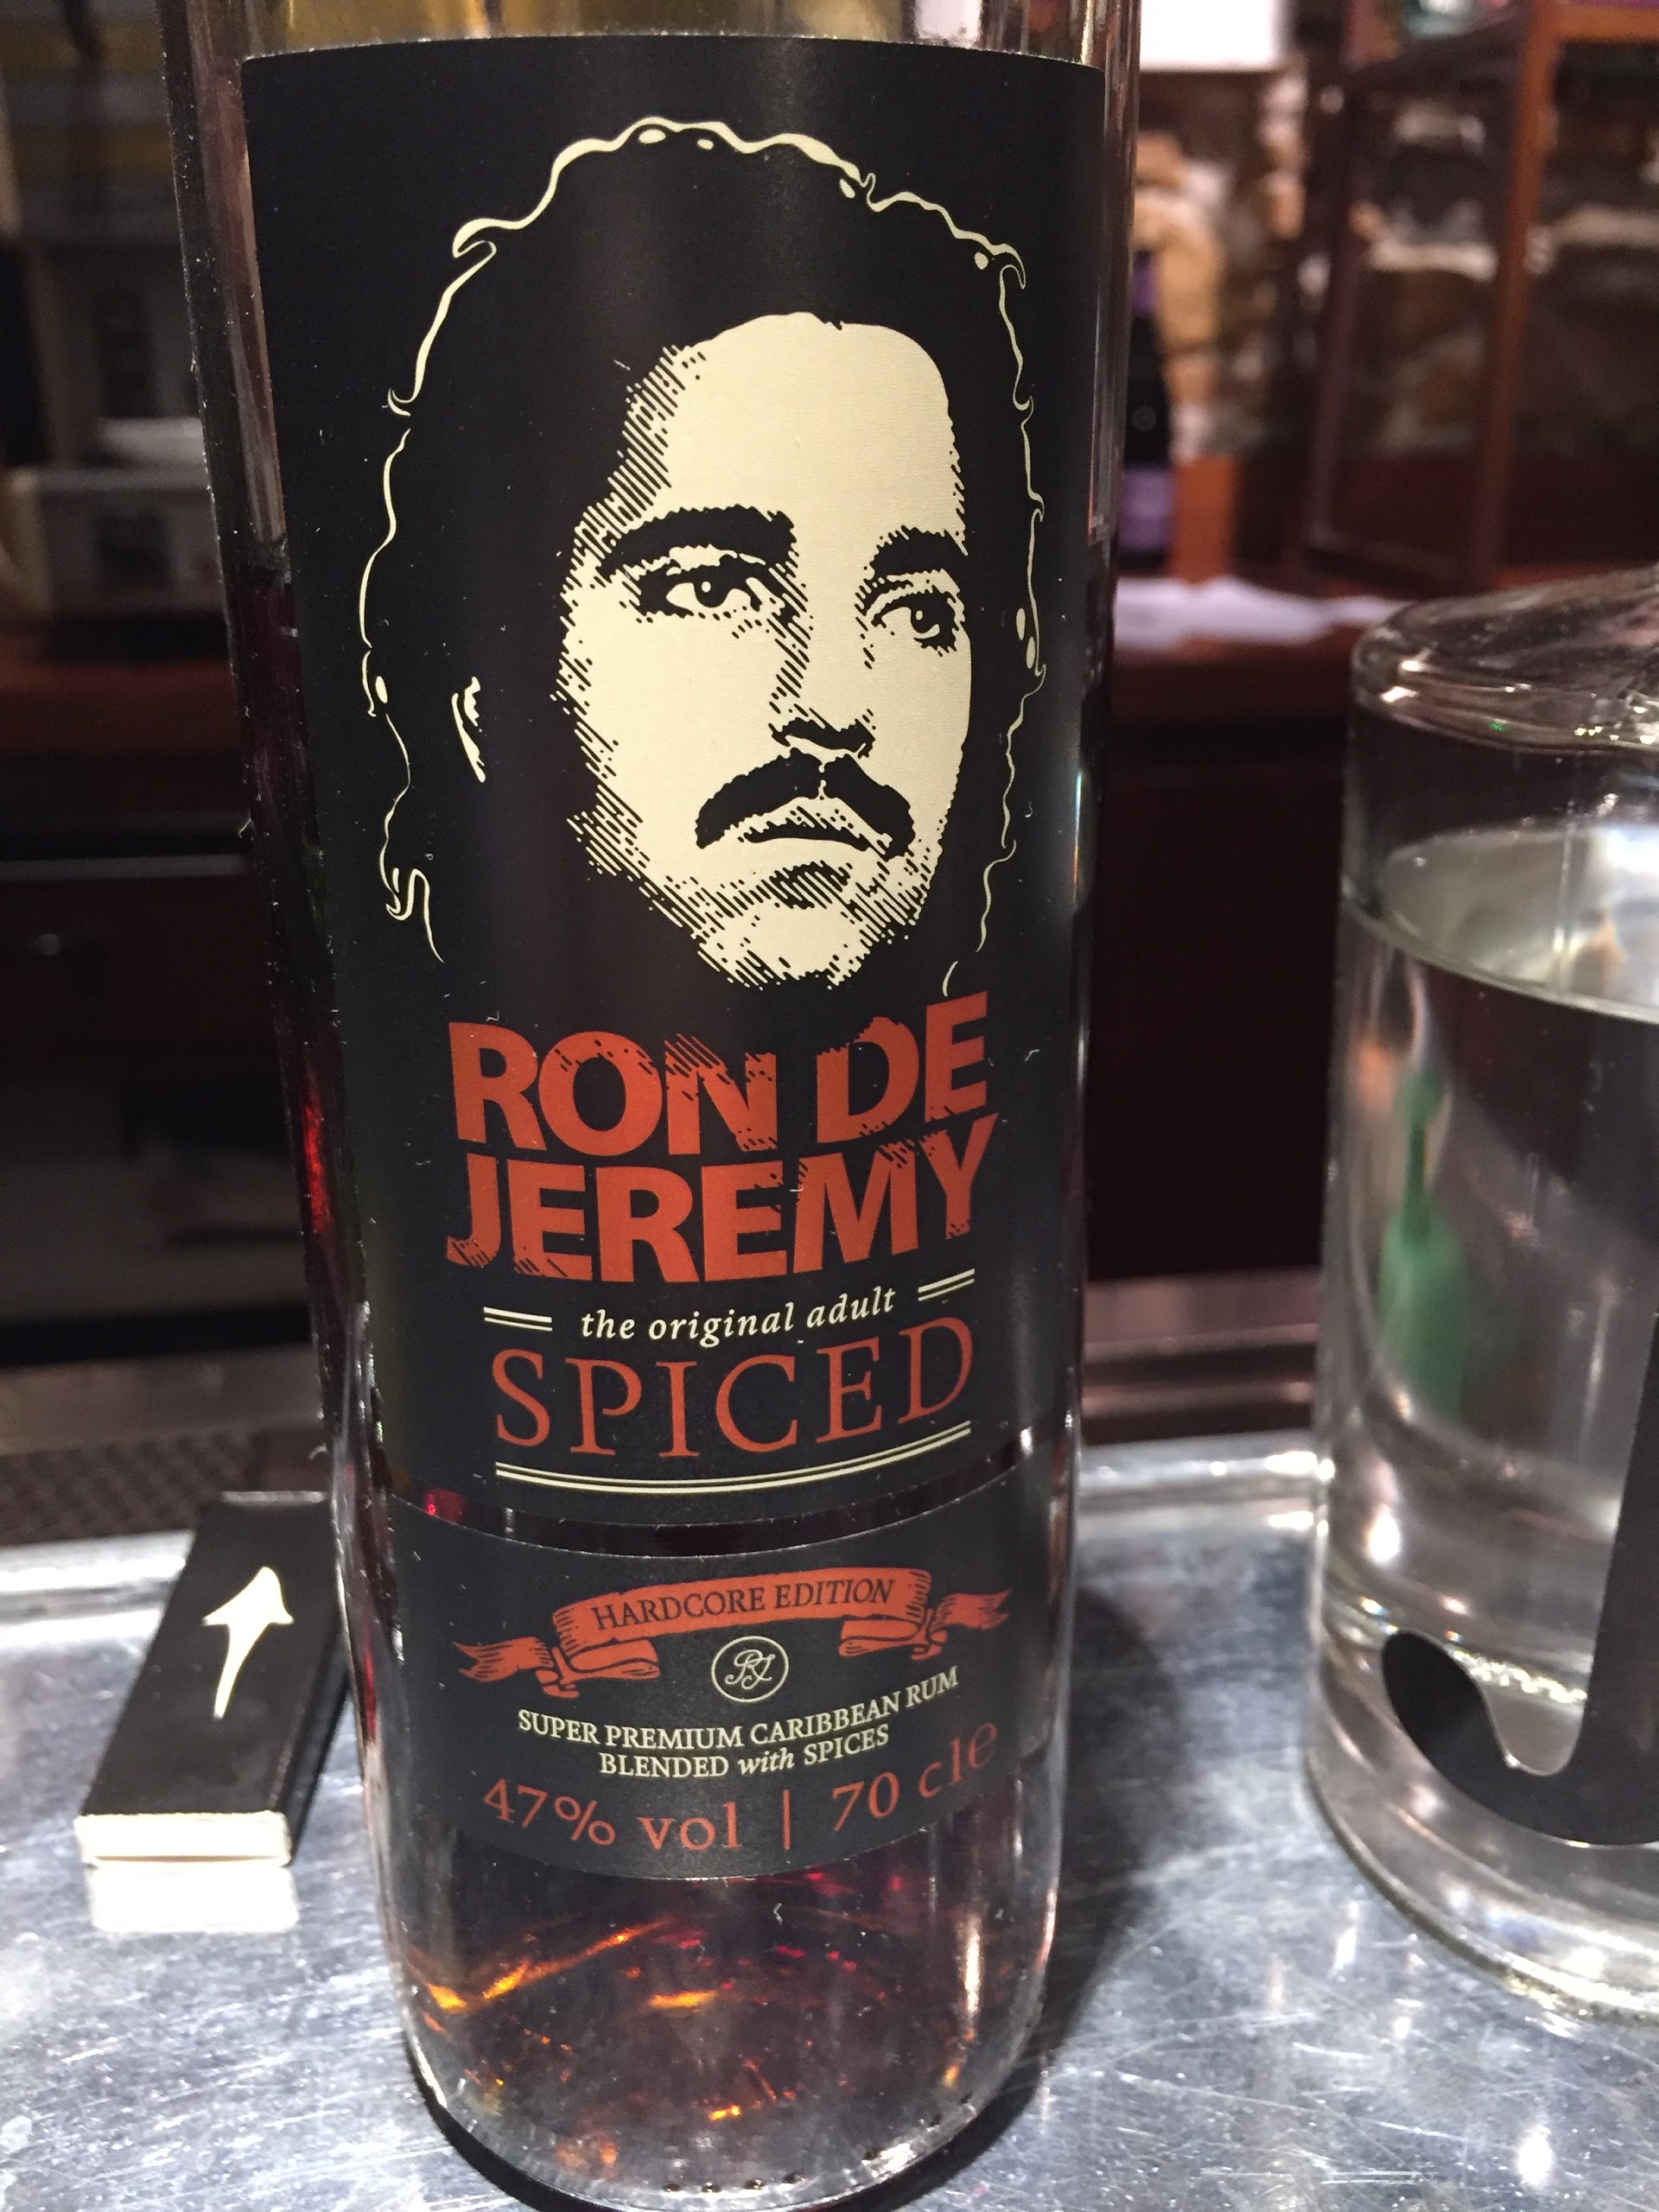 RON DE
JEREMY
the original adult
SPICED
HARDCORE EDITION
RJ
SUPER PREMIUM CARIBBEAN RUM
BLENDED with SPICES
47% vol | 70 cl e